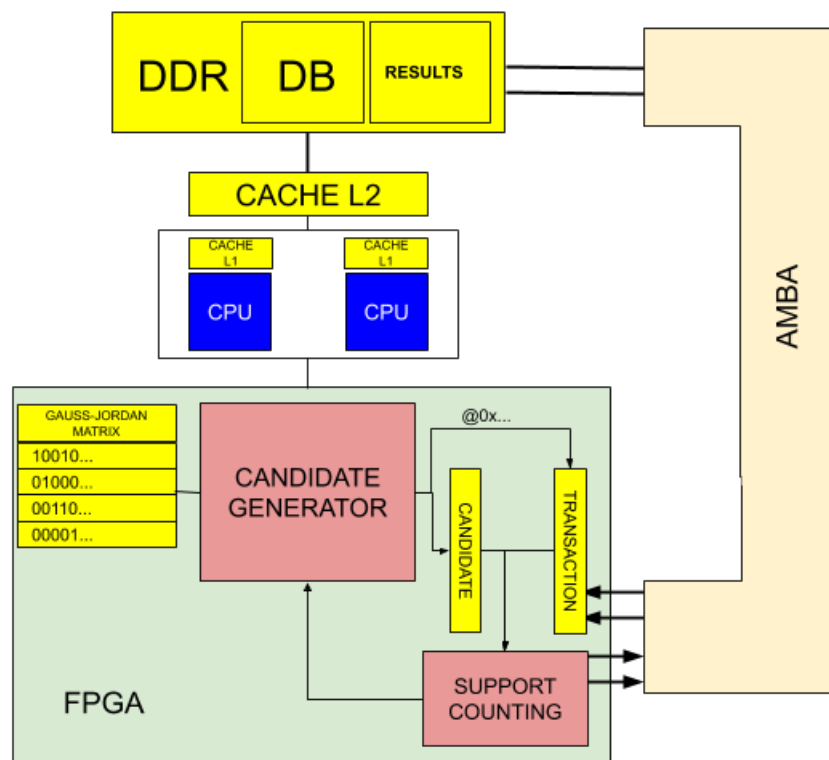 DDR
DB
RESULTS
CACHE L2
CACHE
L1
CACHE
L1
CPU
CPU
AMBA
GAUSS-JORDAN
MATRIX
10010...
01000...
00110...
00001...
CANDIDATE
GENERATOR
@0x...
CANDIDATE
TRANSACTION
SUPPORT
COUNTING
FPGA